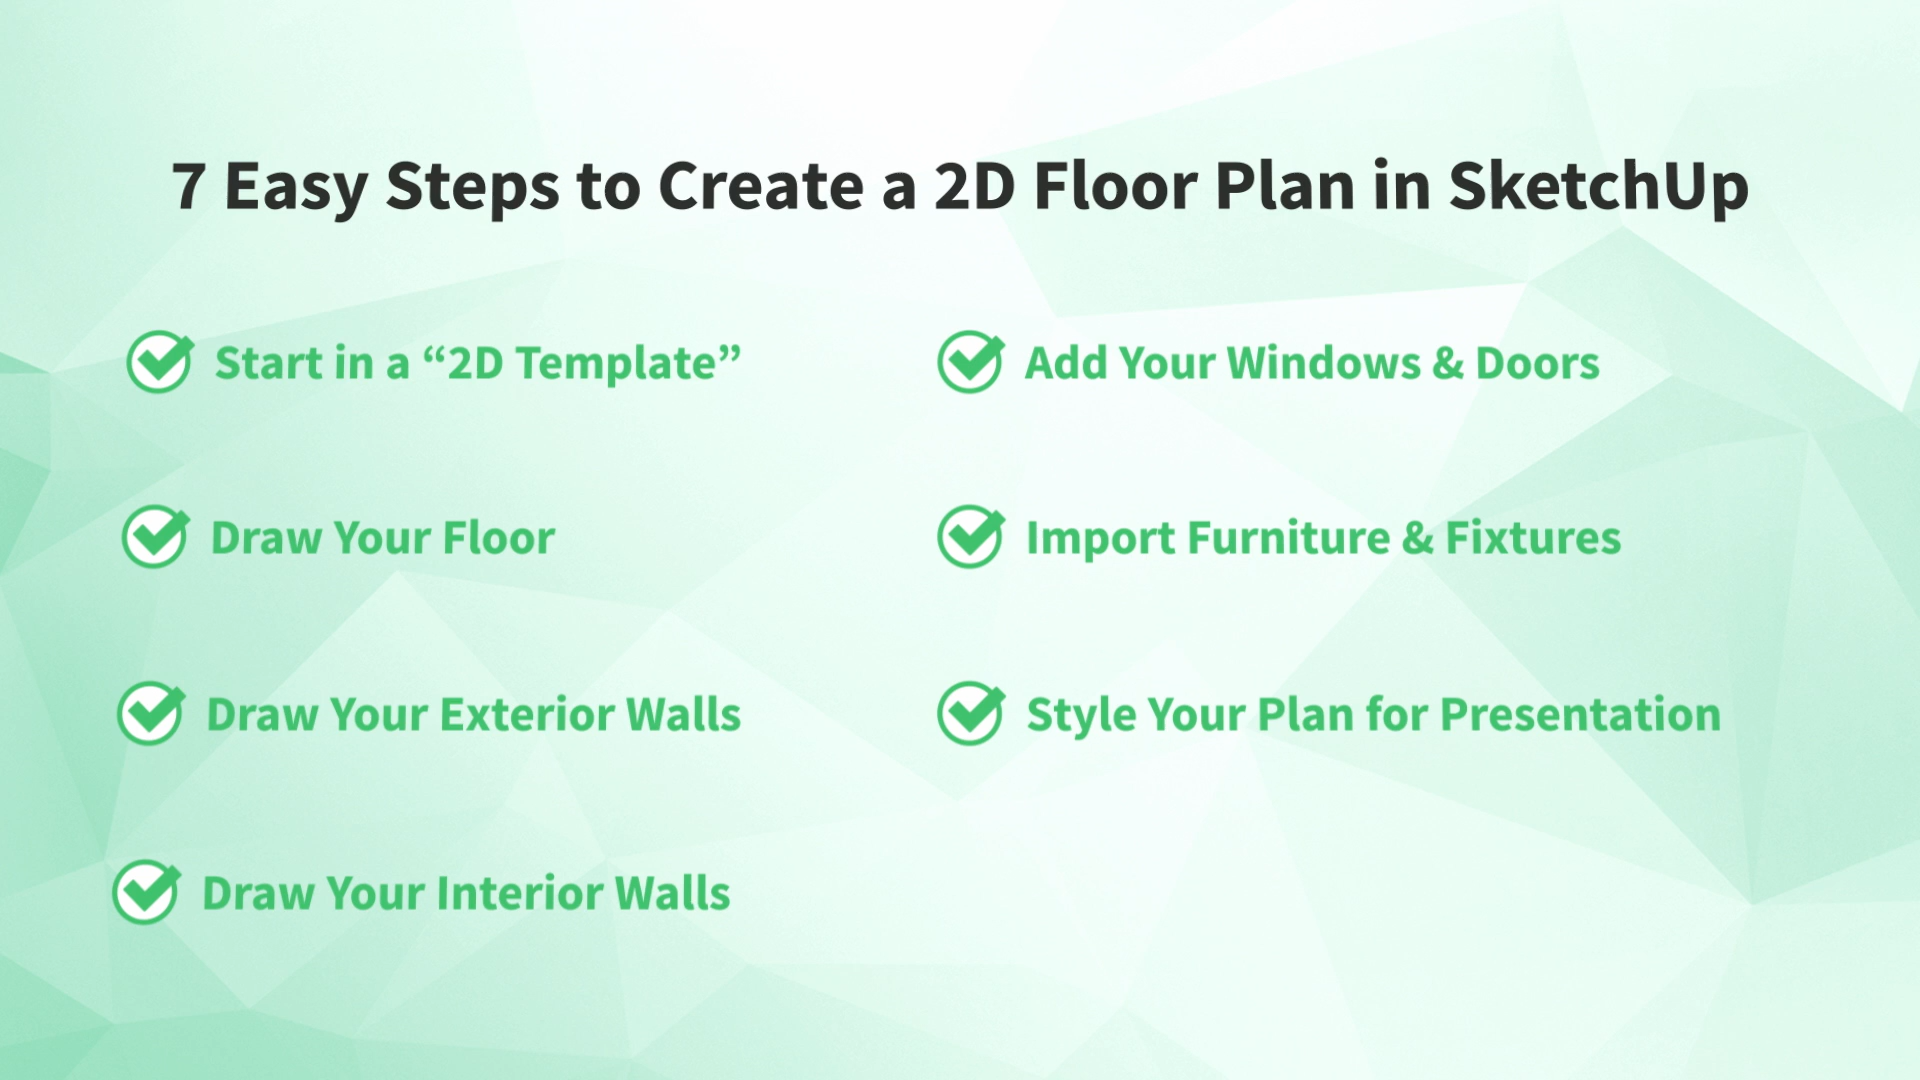 7 Easy Steps to Create a 2D Floor Plan in SketchUp
Start in a “2D Template”
Draw Your Floor
Draw Your Exterior Walls
Draw Your Interior Walls
Add Your Windows & Doors
Import Furniture & Fixtures
Style Your Plan for Presentation